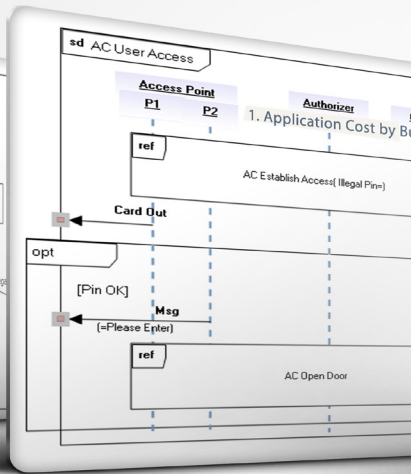 sd AC User Access
Access Point
P1 P2
Authorizer
1. Application Cost by Bu
ref
AC Establish Access( Illegal Pin=)
Card Out
opt
[Pin OK]
Msg
(=Please Enter)
ref
AC Open Door